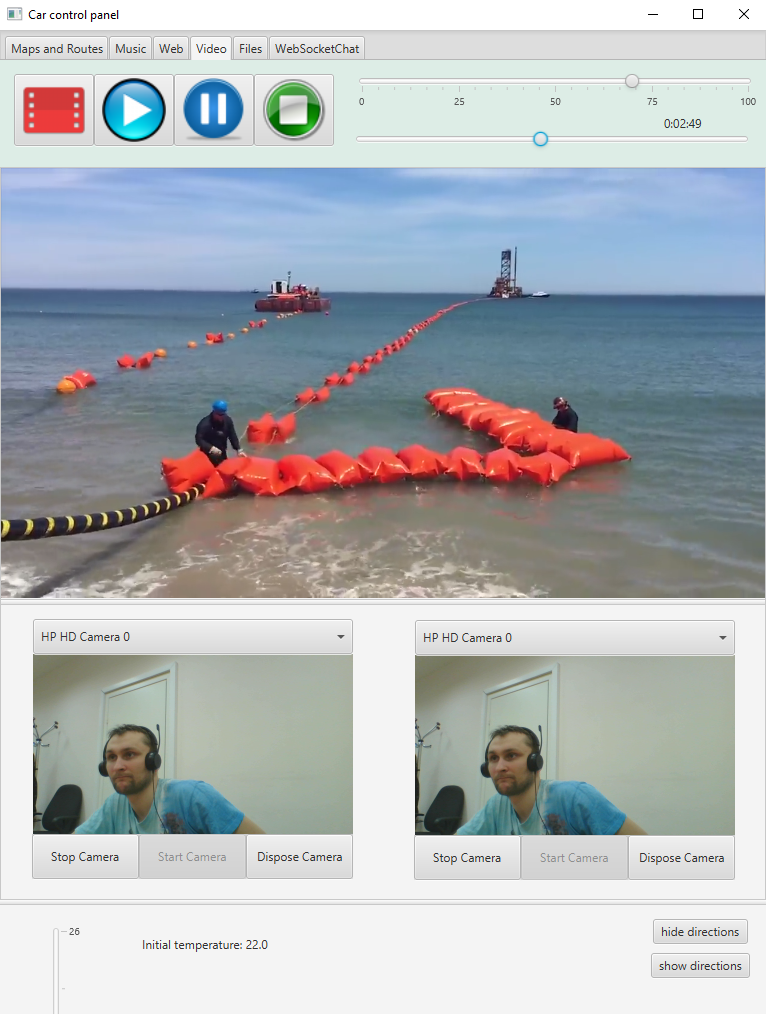 Car control panel
Maps and Routes Music Web Video Files WebSocketChat
0 25 50 75 100
0:02:49
HP HD Camera 0 HP HD Camera 0
Stop Camera Start Camera Dispose Camera Stop Camera Start Camera Dispose Camera
26
Initial temperature: 22.0
hide directions
show directions